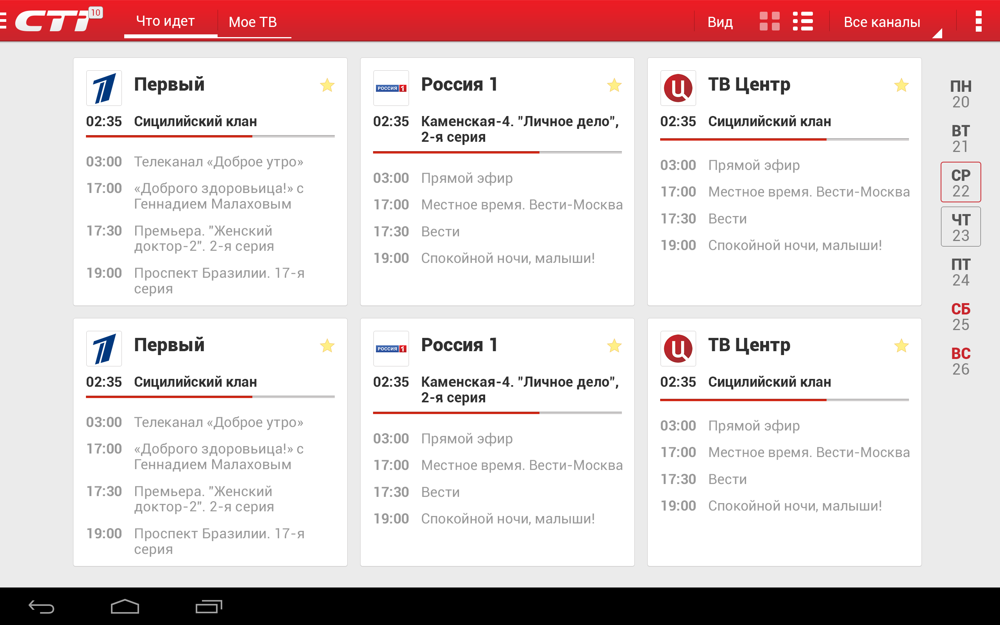 СТі 10 Что идет Мое ТВ Вид Все каналы
Первый
02:35 Сицилийский клан
03:00 Телеканал «Доброе утро»
17:00 «Доброго здоровьица!» с
Геннадием Малаховым
17:30 Премьера. "Женский
доктор-2". 2-я серия
19:00 Проспект Бразилии. 17-я
серия
РОССИЯ 1
Россия 1
02:35 Каменская-4. "Личное дело",
2-я серия
03:00 Прямой эфир
17:00 Местное время. Вести-Москва
17:30 Вести
19:00 Спокойной ночи, малыши!
ТВ Центр
02:35 Сицилийский клан
03:00 Прямой эфир
17:00 Местное время. Вести-Москва
17:30 Вести
19:00 Спокойной ночи, малыши!
Первый
02:35 Сицилийский клан
03:00 Телеканал «Доброе утро»
17:00 «Доброго здоровьица!» с
Геннадием Малаховым
17:30 Премьера. "Женский
доктор-2". 2-я серия
19:00 Проспект Бразилии. 17-я
серия
РОССИЯ 1
Россия 1
02:35 Каменская-4. "Личное дело",
2-я серия
03:00 Прямой эфир
17:00 Местное время. Вести-Москва
17:30 Вести
19:00 Спокойной ночи, малыши!
ТВ Центр
02:35 Сицилийский клан
03:00 Прямой эфир
17:00 Местное время. Вести-Москва
17:30 Вести
19:00 Спокойной ночи, малыши!
ПН
20
ВТ
21
СР
22
ЧТ
23
ПТ
24
СБ
25
ВС
26